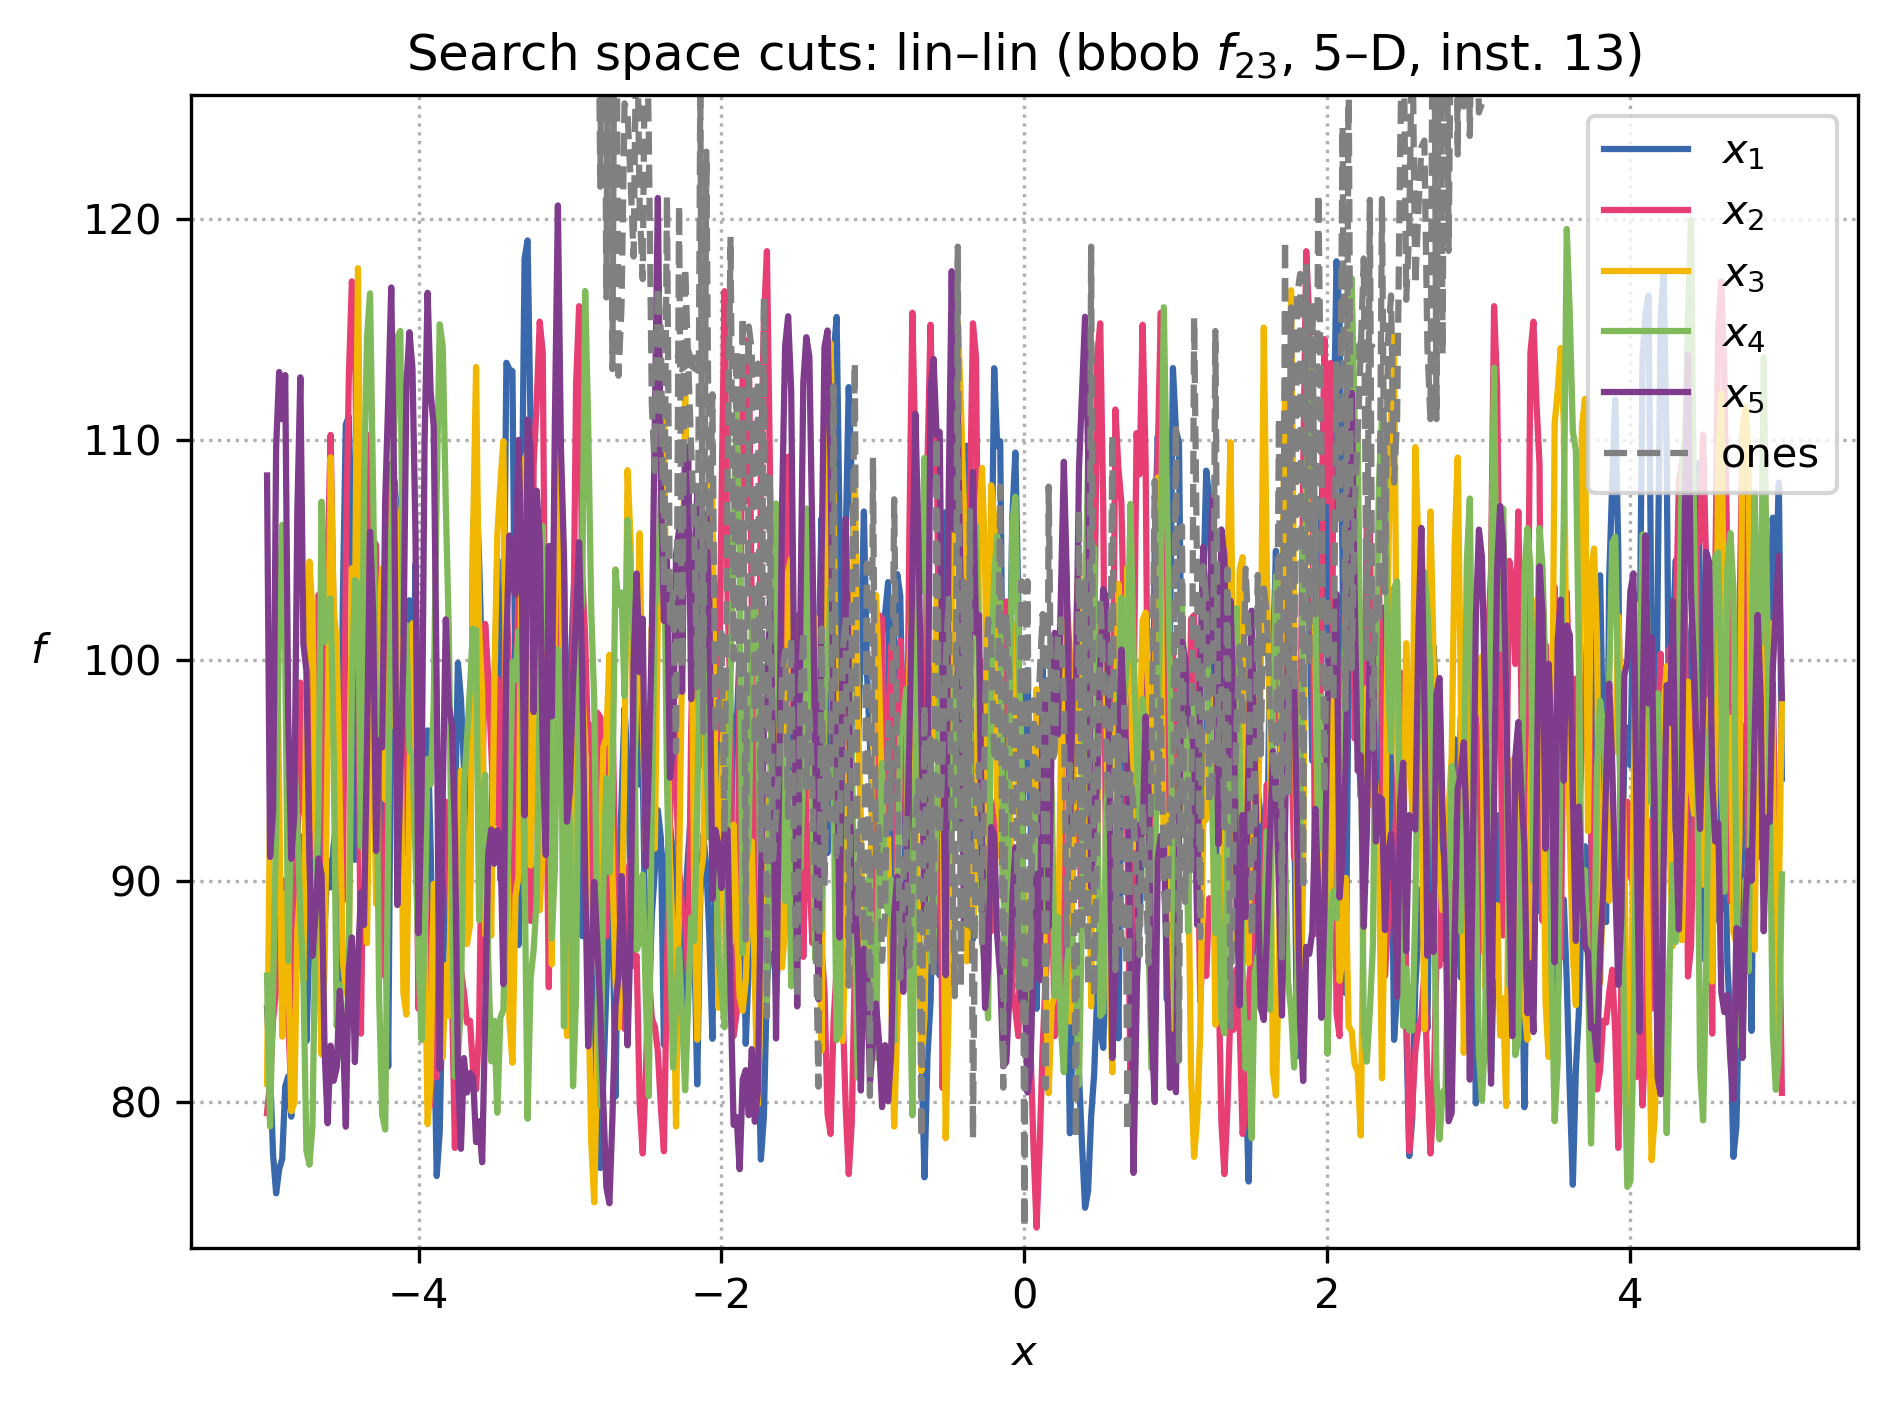 Search space cuts: lin–lin (bbob f₂₃, 5–D, inst. 13)
x₁
x₂
x₃
x₄
x₅
ones
120
110
100
90
80
f
−4
−2
0
2
4
x